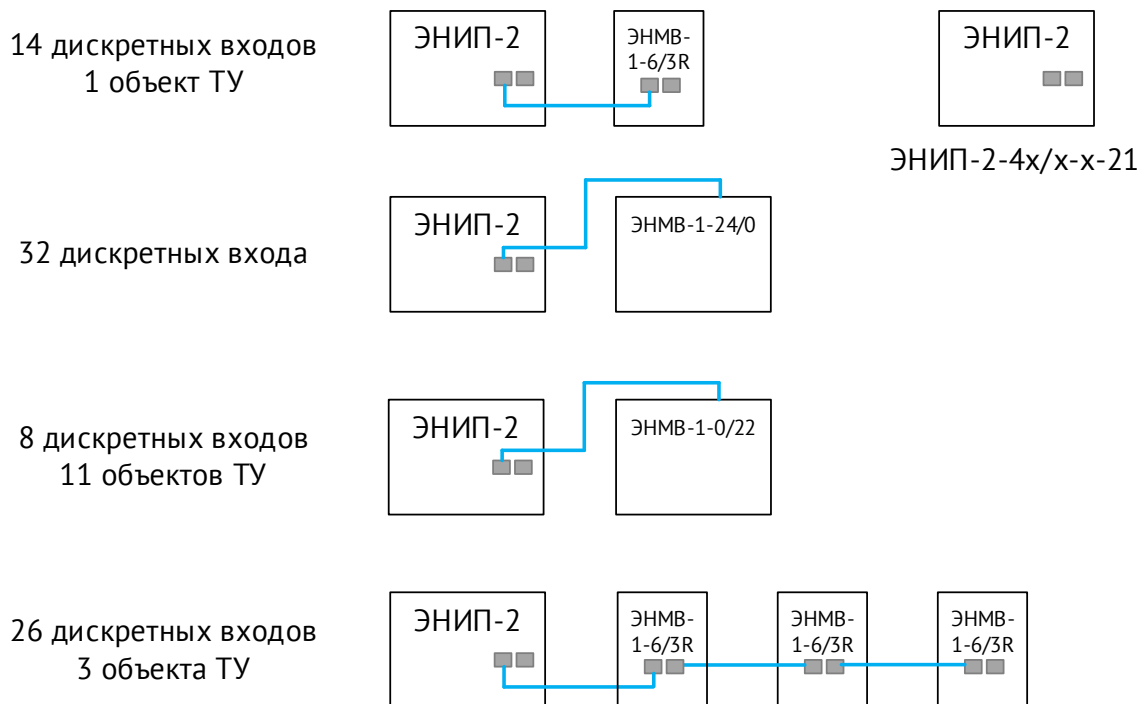 14 дискретных входов
1 объект ТУ
ЭНИП-2
ЭНМВ-
1-6/3R
ЭНИП-2
ЭНИП-2-4х/х-х-21
32 дискретных входа
ЭНИП-2
ЭНМВ-1-24/0
8 дискретных входов
11 объектов ТУ
ЭНИП-2
ЭНМВ-1-0/22
26 дискретных входов
3 объекта ТУ
ЭНИП-2
ЭНМВ-
1-6/3R
ЭНМВ-
1-6/3R
ЭНМВ-
1-6/3R